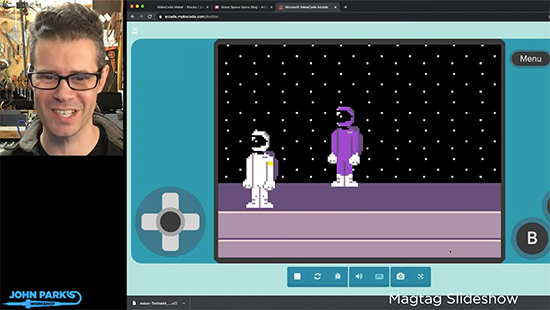 MakeCode Maker - Blocks / Ja
Some Space Game Blog - Arc
Microsoft MakeCode Arcade
arcade.makecode.com/#editor
Menu
B
JOHN PARK'S
WORKSHOP
Magtag Slideshow